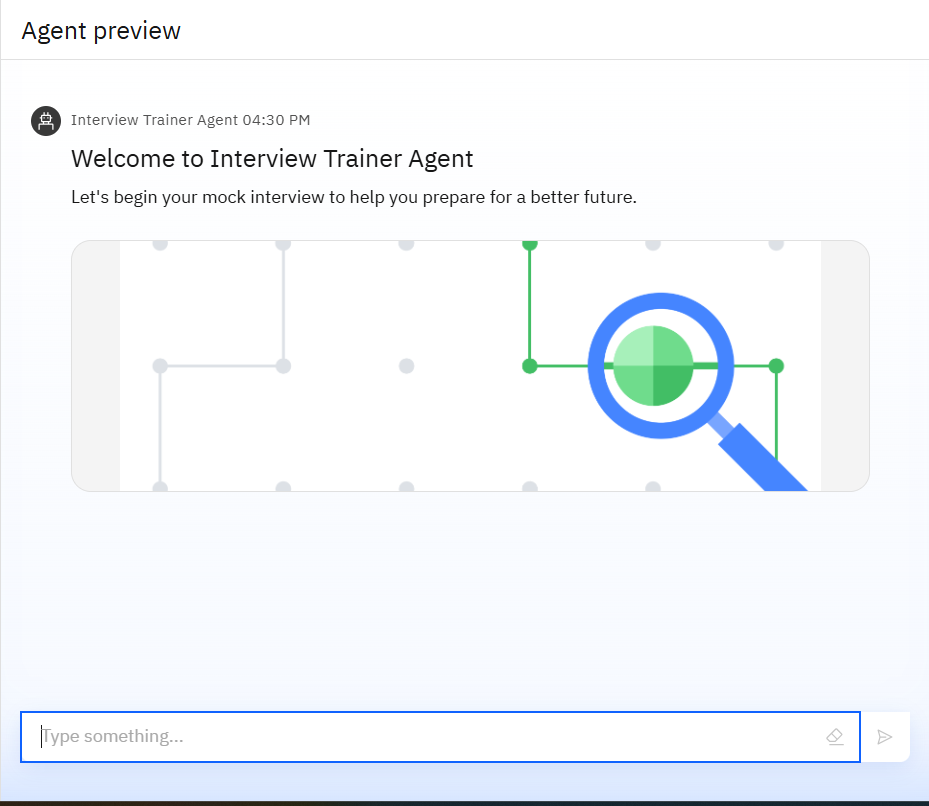 Agent preview
Interview Trainer Agent 04:30 PM
Welcome to Interview Trainer Agent
Let's begin your mock interview to help you prepare for a better future.
Type something...